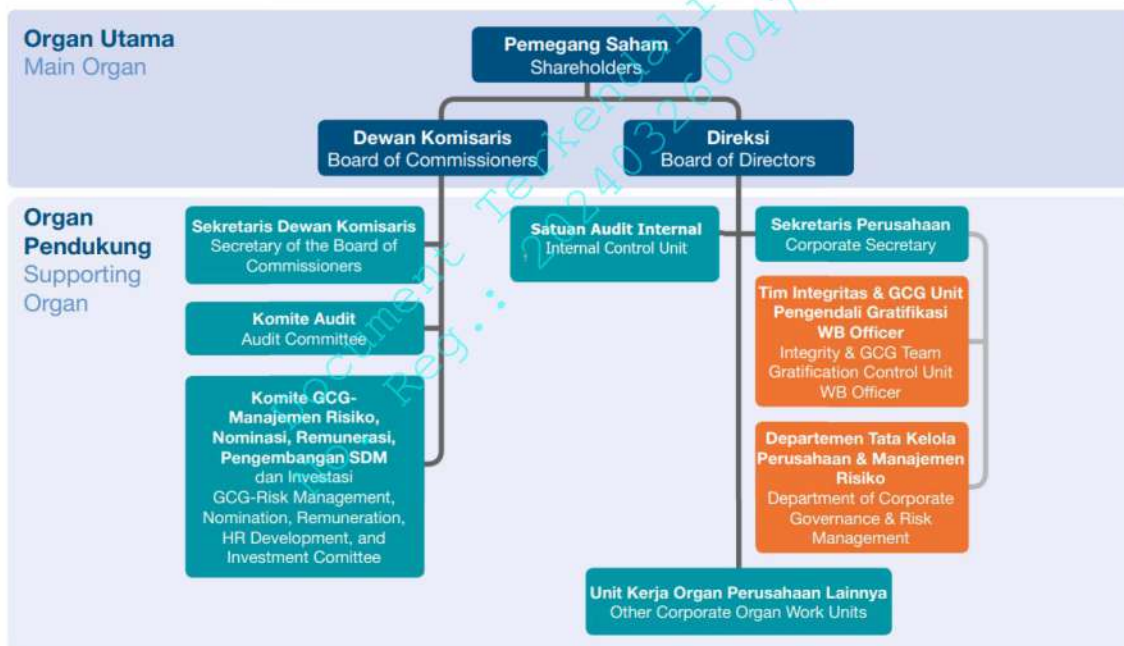 Organ Utama
Main Organ
Pemegang Saham
Shareholders
Dewan Komisaris
Board of Commissioners
Direksi
Board of Directors
Organ
Pendukung
Supporting
Organ
Sekretaris Dewan Komisaris
Secretary of the Board of
Commissioners
Komite Audit
Audit Committee
Komite GCG-
Manajemen Risiko,
Nominasi, Remunerasi,
Pengembangan SDM
dan Investasi
GCG-Risk Management,
Nomination, Remuneration,
HR Development, and
Investment Comittee
Satuan Audit Internal
Internal Control Unit
Sekretaris Perusahaan
Corporate Secretary
Tim Integritas & GCG Unit
Pengendali Gratifikasi
WB Officer
Integrity & GCG Team
Gratification Control Unit
WB Officer
Departemen Tata Kelola
Perusahaan & Manajemen
Risiko
Department of Corporate
Governance & Risk
Management
Unit Kerja Organ Perusahaan Lainnya
Other Corporate Organ Work Units
Document Terkendali
Reg.: 2024032600